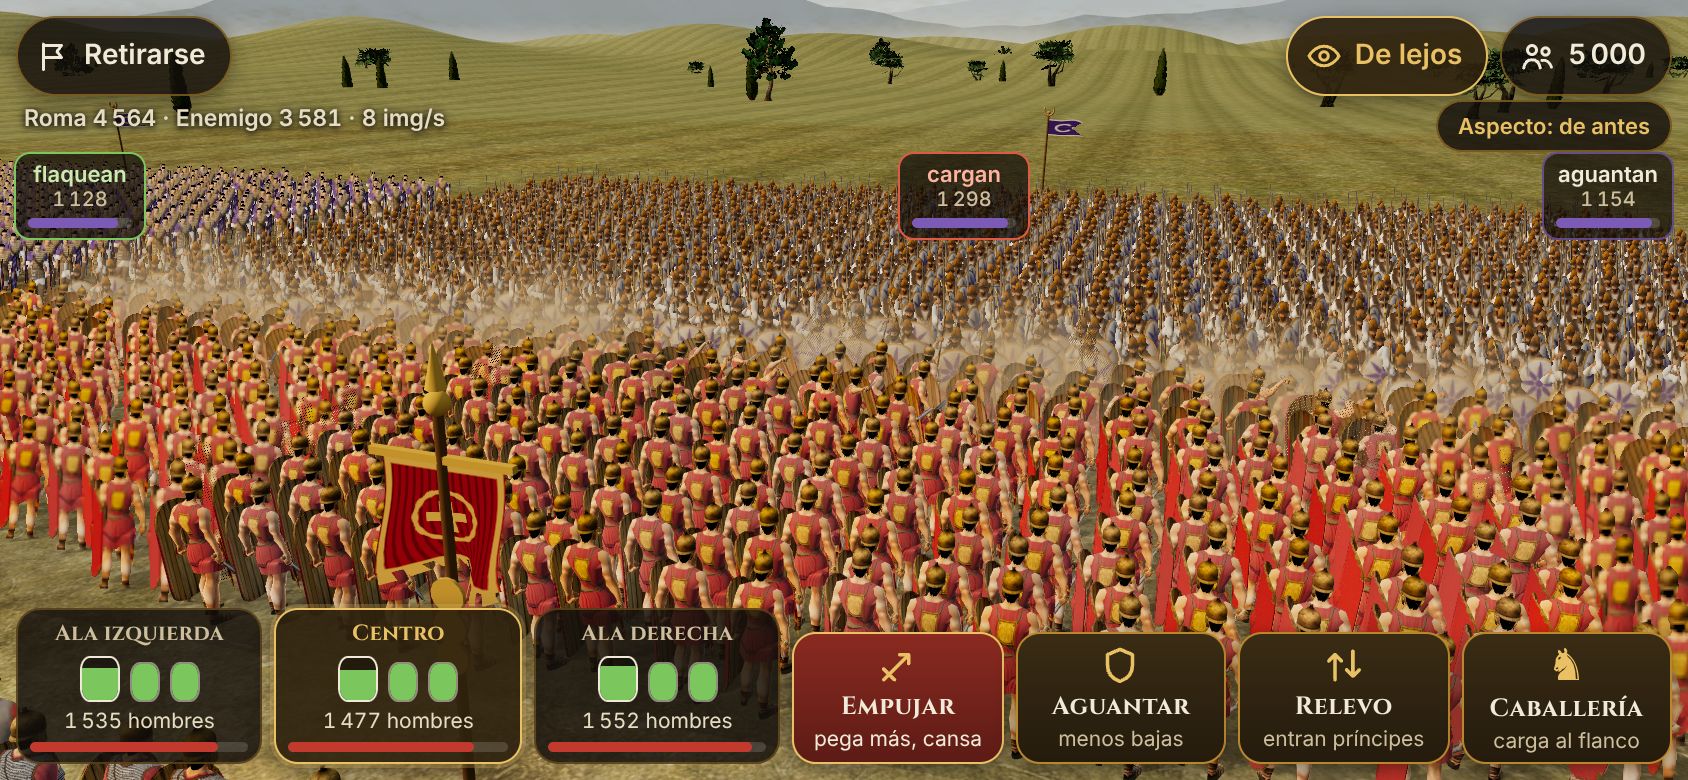 Retirarse
De lejos
5 000
Roma 4 564 · Enemigo 3 581 · 8 img/s
Aspecto: de antes
flaquean
1 128
cargan
1 298
aguantan
1 154
Ala izquierda
1 535 hombres
Centro
1 477 hombres
Ala derecha
1 552 hombres
Empujar
pega más, cansa
Aguantar
menos bajas
Relevo
entran príncipes
Caballería
carga al flanco